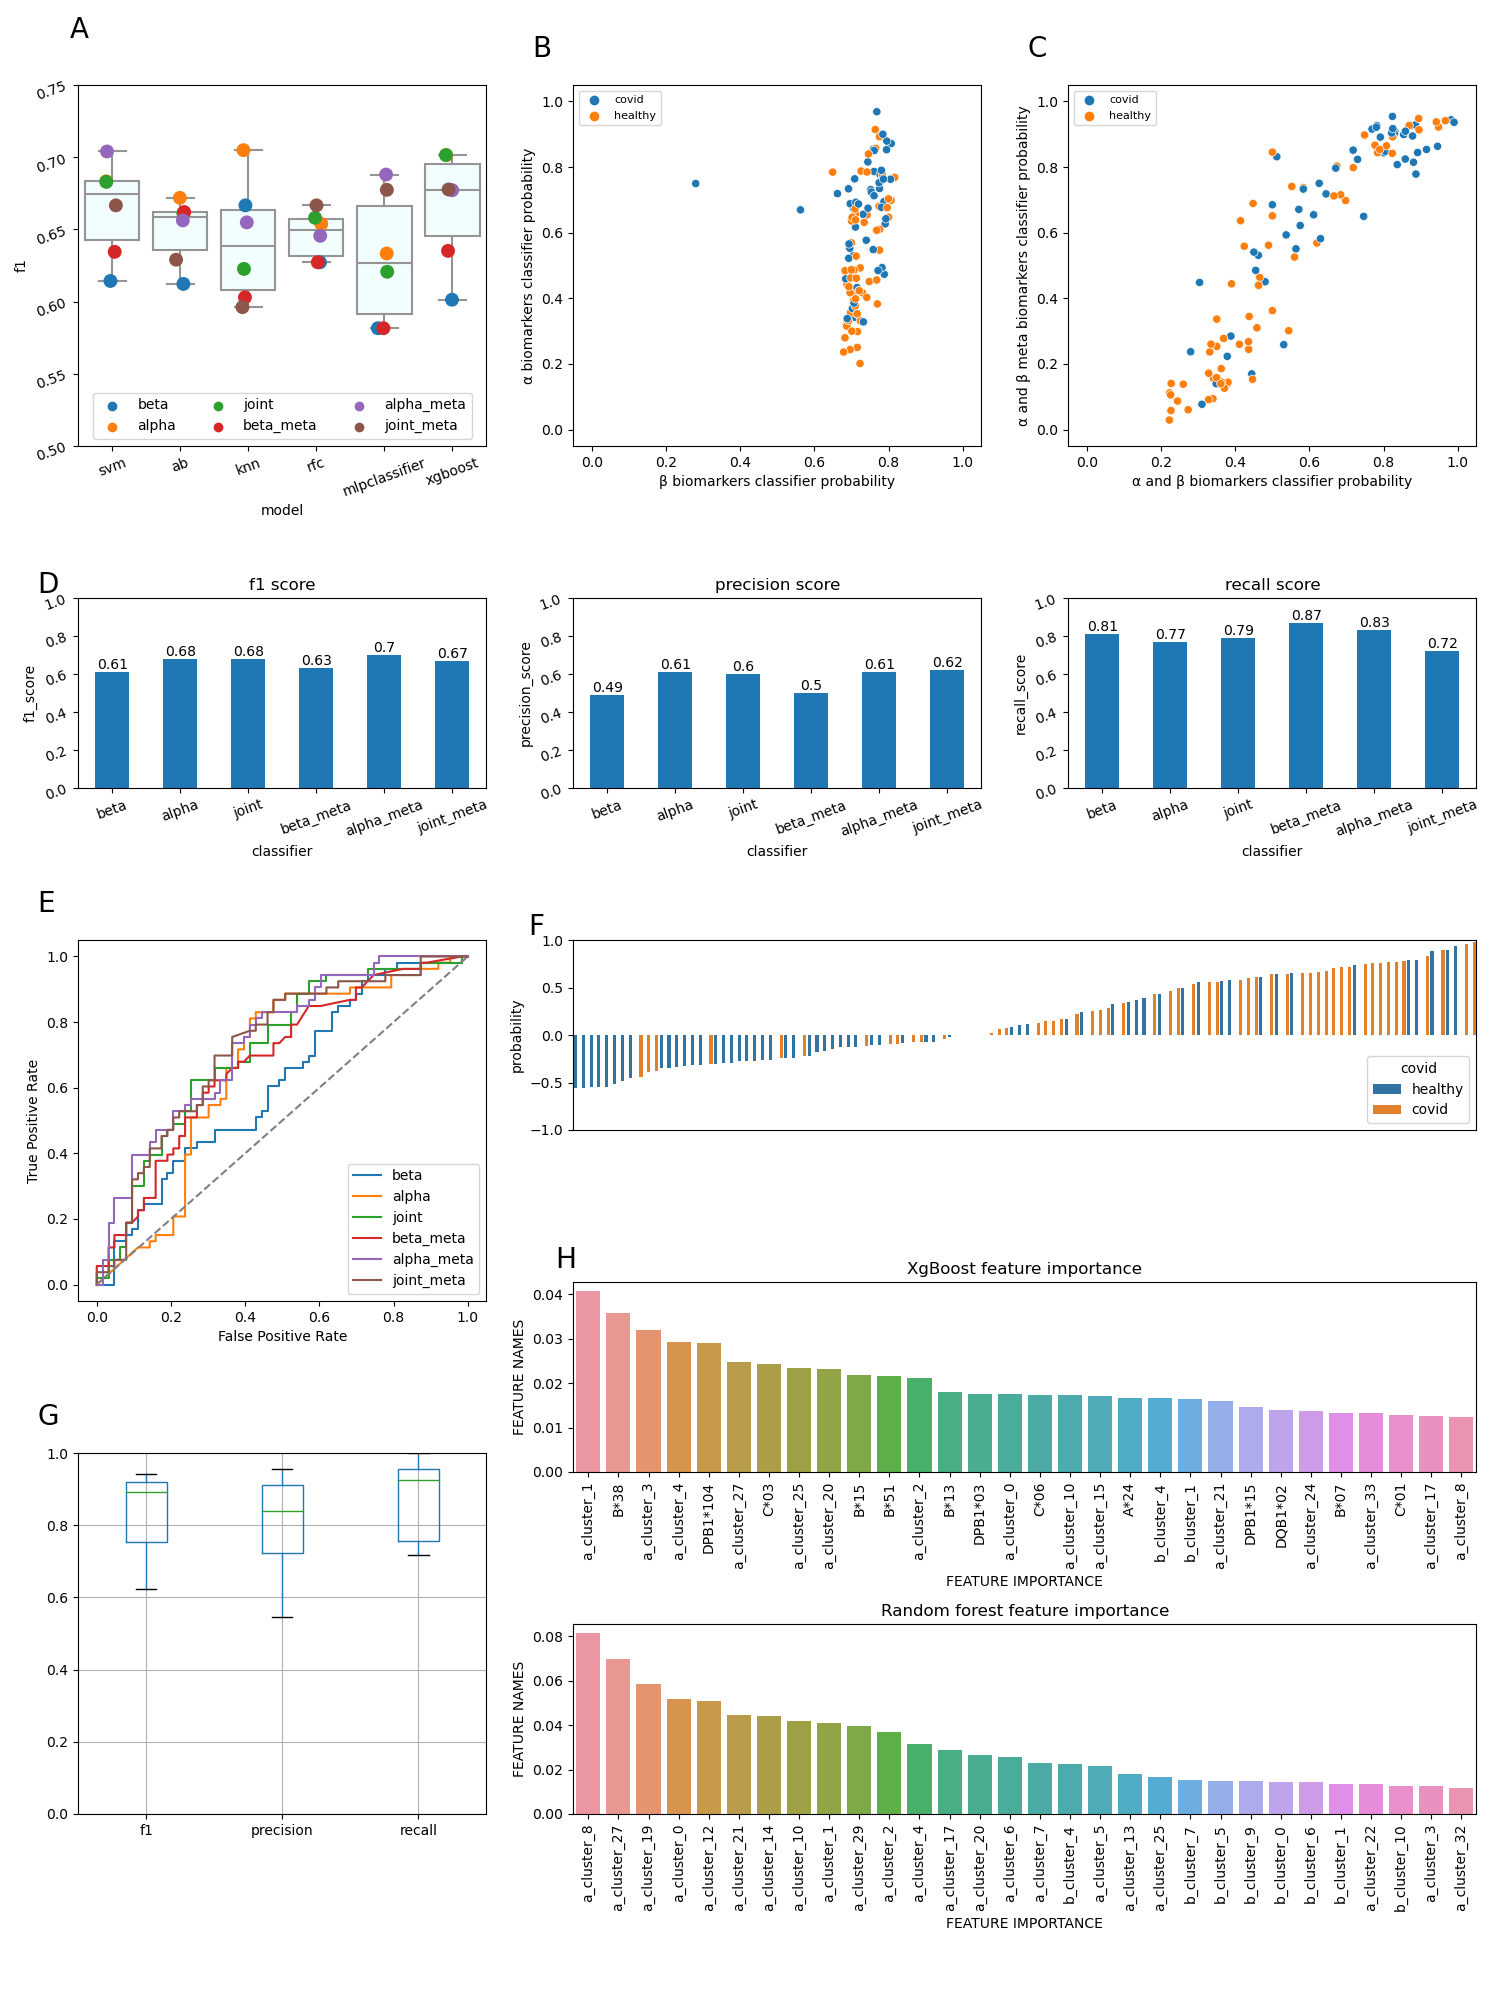 A
0.75
0.70
0.65
0.60
0.55
0.50
f1
beta
alpha
joint
beta_meta
alpha_meta
joint_meta
svm
ab
knn
rfc
mlpclassifier
xgboost
model
B
covid
healthy
1.0
0.8
0.6
0.4
0.2
0.0
α biomarkers classifier probability
0.0 0.2 0.4 0.6 0.8 1.0
β biomarkers classifier probability
C
covid
healthy
1.0
0.8
0.6
0.4
0.2
0.0
α and β meta biomarkers classifier probability
0.0 0.2 0.4 0.6 0.8 1.0
α and β biomarkers classifier probability
D
f1 score
1.0
0.8
0.6
0.4
0.2
0.0
f1_score
0.61 0.68 0.68 0.63 0.7 0.67
beta
alpha
joint
beta_meta
alpha_meta
joint_meta
classifier
precision score
1.0
0.8
0.6
0.4
0.2
0.0
precision_score
0.49 0.61 0.6 0.5 0.61 0.62
beta
alpha
joint
beta_meta
alpha_meta
joint_meta
classifier
recall score
1.0
0.8
0.6
0.4
0.2
0.0
recall_score
0.81 0.77 0.79 0.87 0.83 0.72
beta
alpha
joint
beta_meta
alpha_meta
joint_meta
classifier
E
1.0
0.8
0.6
0.4
0.2
0.0
True Positive Rate
beta
alpha
joint
beta_meta
alpha_meta
joint_meta
0.0 0.2 0.4 0.6 0.8 1.0
False Positive Rate
F
1.0
0.5
0.0
−0.5
−1.0
probability
covid
healthy
covid
G
1.0
0.8
0.6
0.4
0.2
0.0
f1 precision recall
H
XgBoost feature importance
0.04
0.03
0.02
0.01
0.00
FEATURE NAMES
a_cluster_1
B*38
a_cluster_3
a_cluster_4
DPB1*104
a_cluster_27
C*03
a_cluster_25
a_cluster_20
B*15
B*51
a_cluster_2
B*13
DPB1*03
a_cluster_0
C*06
a_cluster_10
a_cluster_15
A*24
b_cluster_4
b_cluster_1
a_cluster_21
DPB1*15
DQB1*02
a_cluster_24
B*07
a_cluster_33
C*01
a_cluster_17
a_cluster_8
FEATURE IMPORTANCE
Random forest feature importance
0.08
0.06
0.04
0.02
0.00
FEATURE NAMES
a_cluster_8
a_cluster_27
a_cluster_19
a_cluster_0
a_cluster_12
a_cluster_21
a_cluster_14
a_cluster_10
a_cluster_1
a_cluster_29
a_cluster_2
a_cluster_4
a_cluster_17
a_cluster_20
a_cluster_6
a_cluster_7
b_cluster_4
a_cluster_5
a_cluster_13
a_cluster_25
b_cluster_7
b_cluster_5
b_cluster_9
b_cluster_0
b_cluster_6
b_cluster_1
a_cluster_22
b_cluster_10
a_cluster_3
a_cluster_32
FEATURE IMPORTANCE